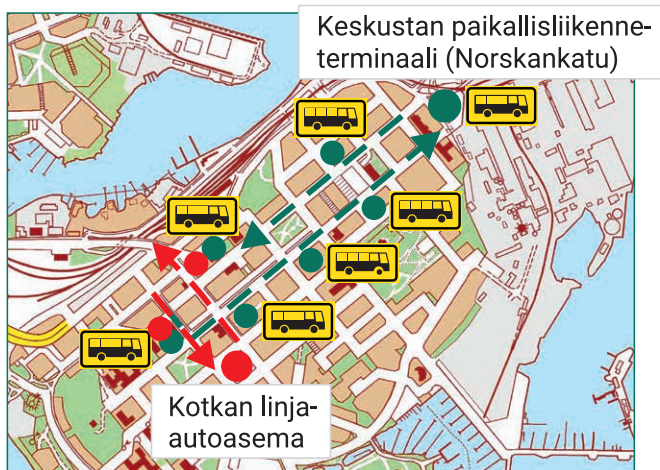 Keskustan paikallisliikenne-
terminaali (Norskankatu)
Kotkan linja-
autoasema